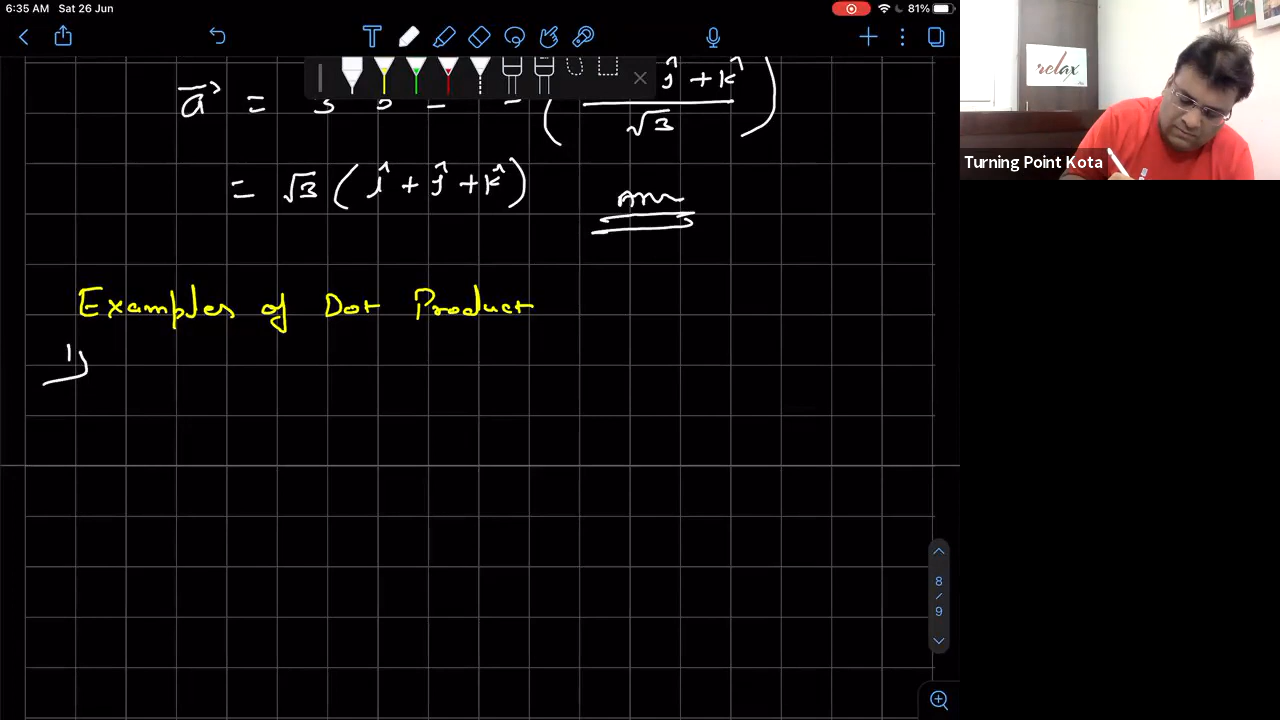 6:35 AM Sat 26 Jun 81%
a⃗ = ĵ + k̂
√3
= √3 ( î + ĵ + k̂ ) Ans
Examples of Dot Product
1)
8 / 9
relax
Turning Point Kota